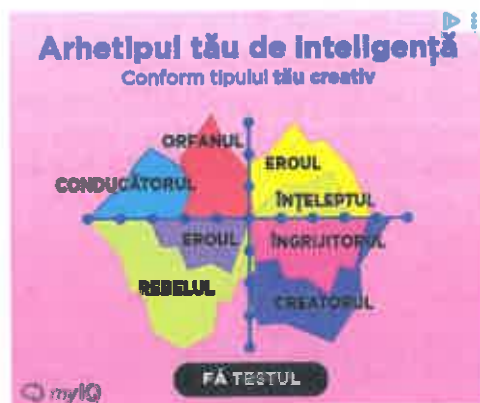 Arhetipul tău de inteligență
Conform tipului tău creativ
ORFANUL
EROUL
CONDUCĂTORUL
ÎNȚELEPTUL
EROUL
ÎNGRIJITORUL
REBELUL
CREATORUL
FĂ TESTUL
myIQ